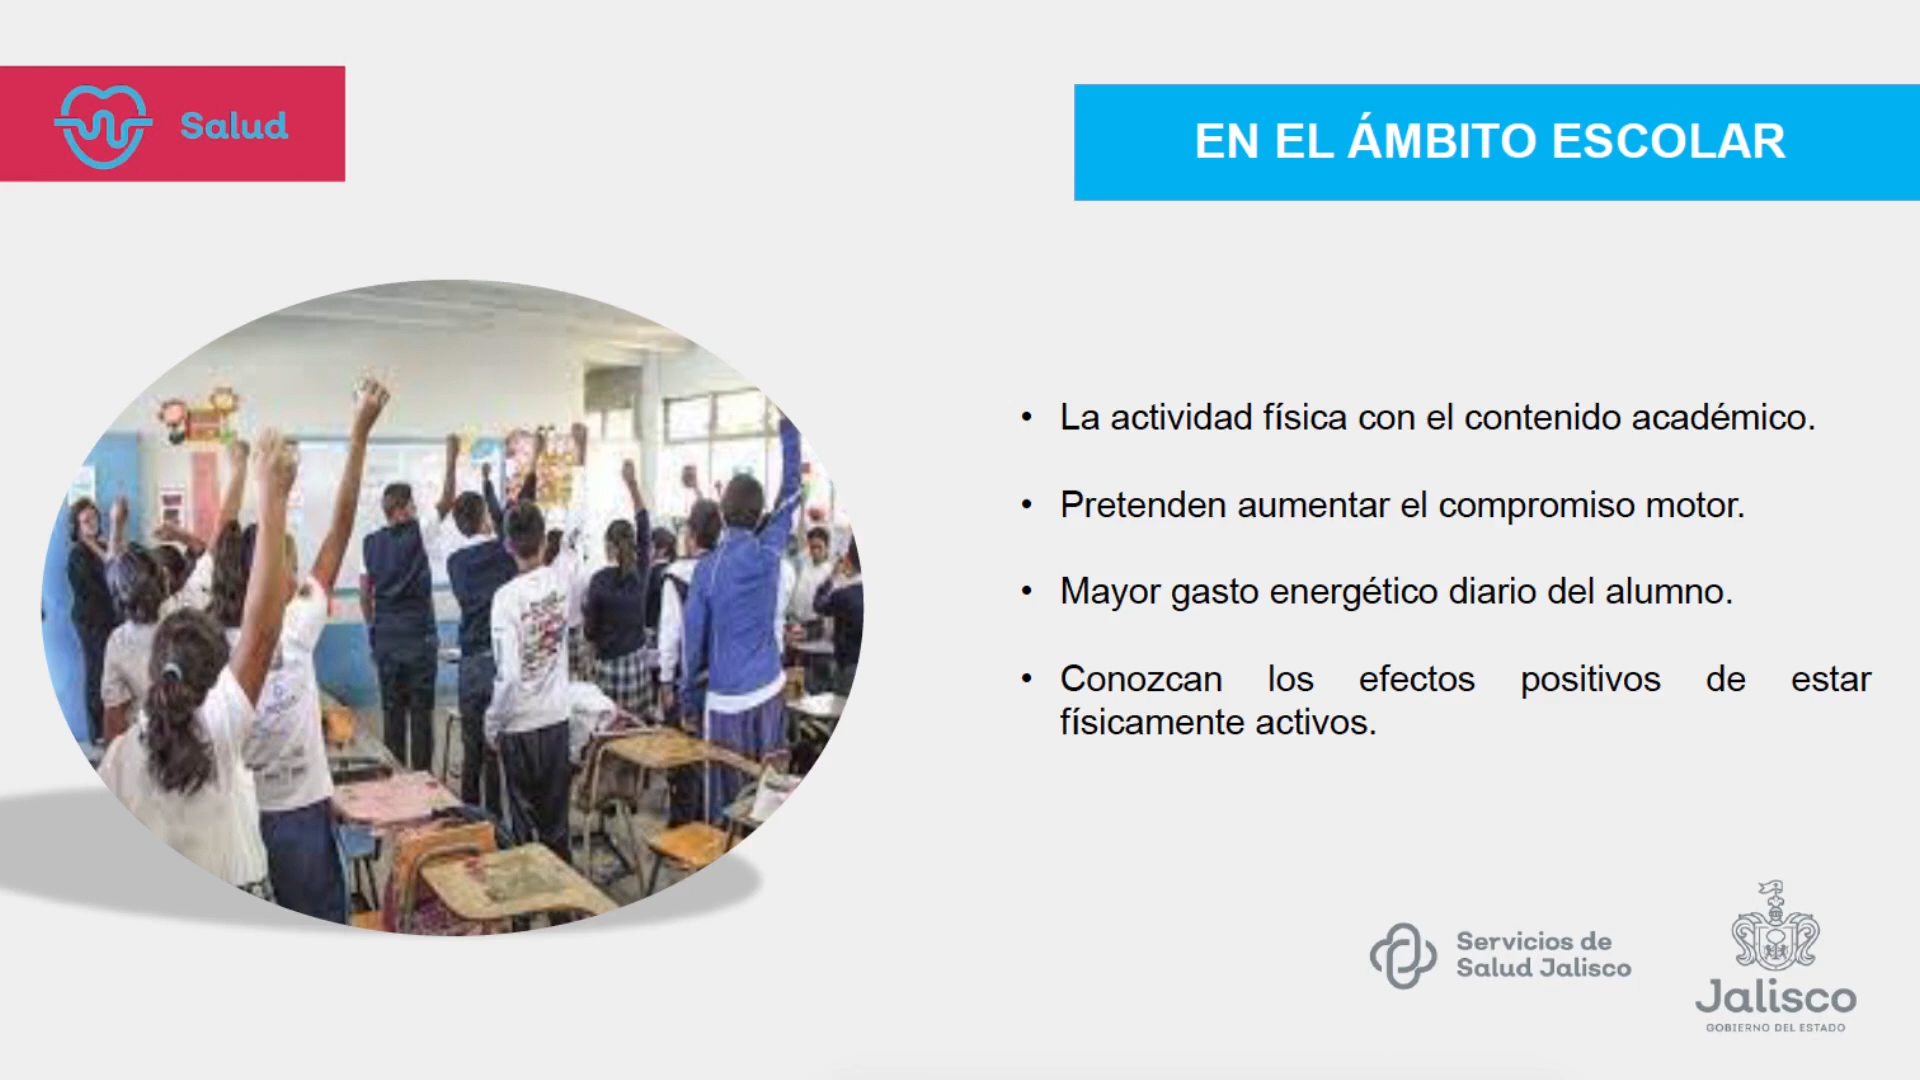 Salud
EN EL ÁMBITO ESCOLAR
• La actividad física con el contenido académico.
• Pretenden aumentar el compromiso motor.
• Mayor gasto energético diario del alumno.
• Conozcan los efectos positivos de estar
físicamente activos.
Servicios de
Salud Jalisco
Jalisco
GOBIERNO DEL ESTADO